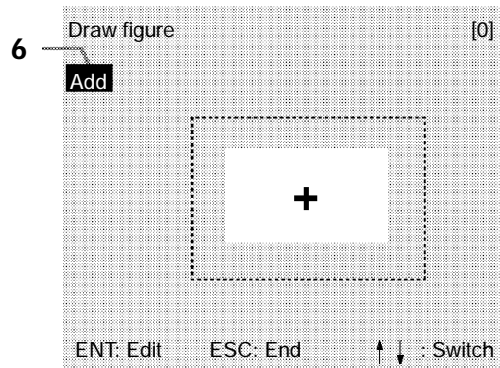 Draw figure [0]
6
Add
+
ENT: Edit ESC: End ↑↓ : Switch